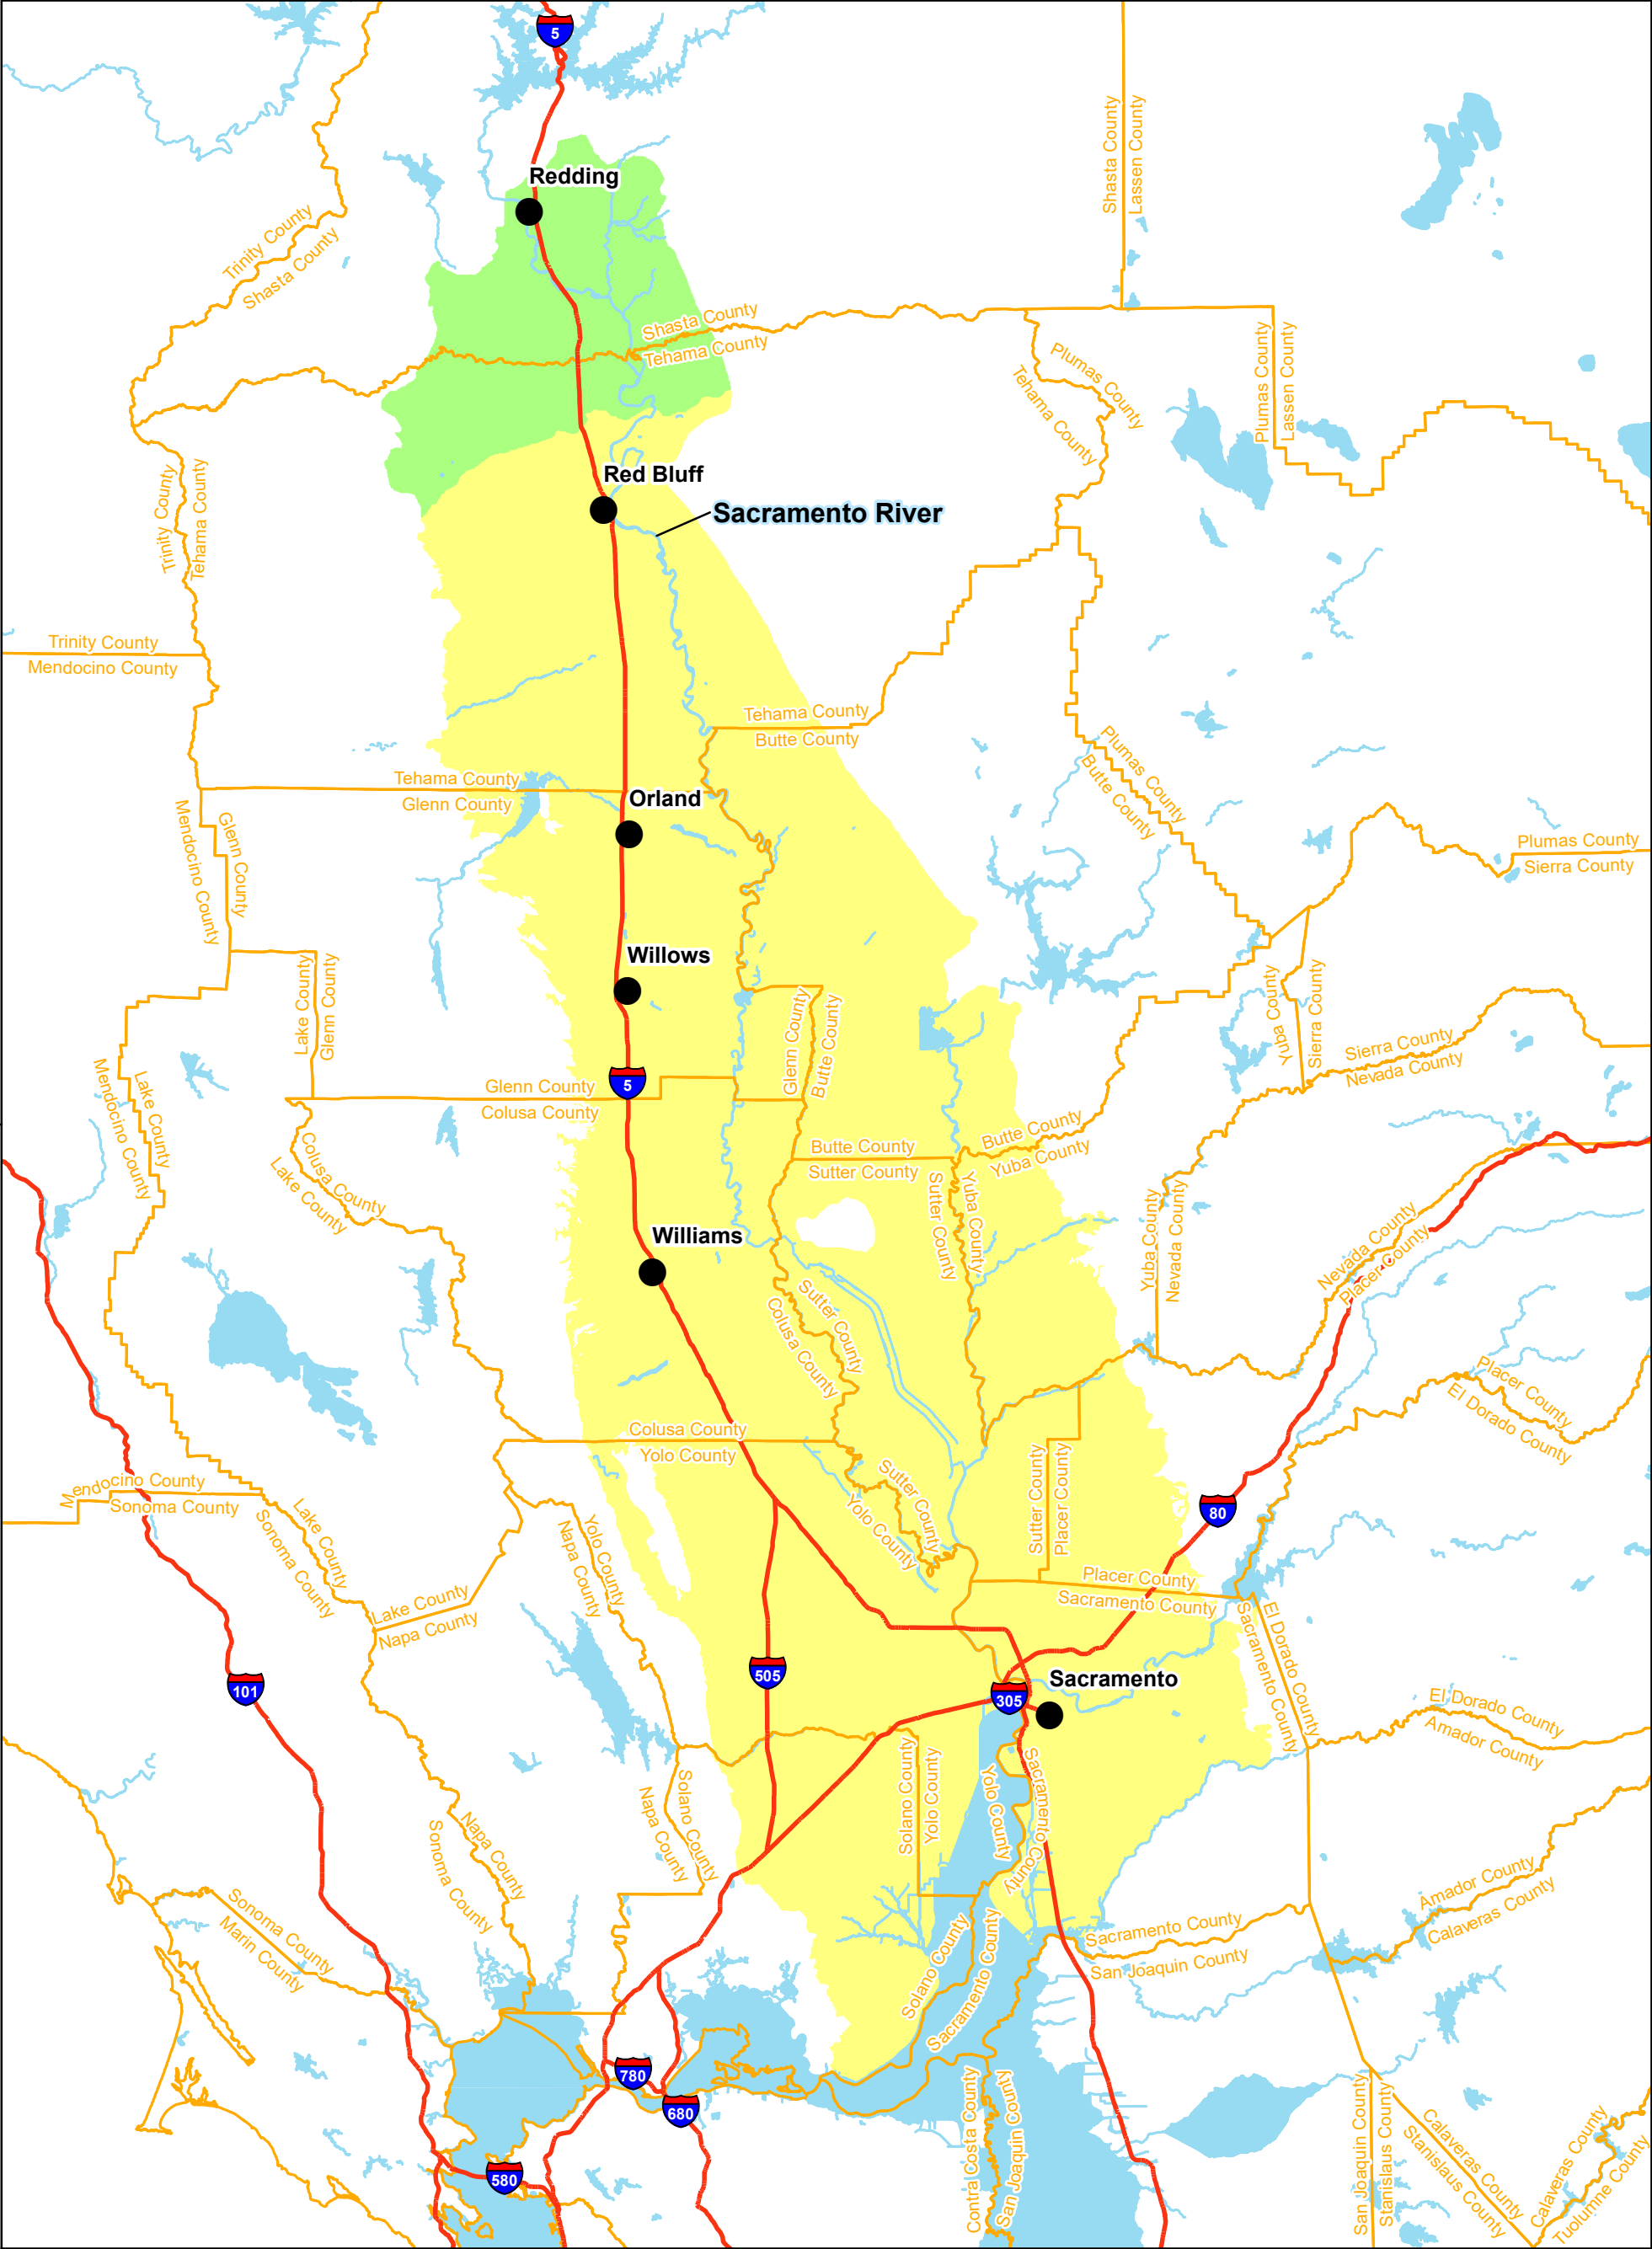 5
Redding
Shasta County
Lassen County
Trinity County
Shasta County
Shasta County
Tehama County
Plumas County
Tehama County
Plumas County
Lassen County
Red Bluff
Sacramento River
Trinity County
Tehama County
Trinity County
Mendocino County
Tehama County
Butte County
Plumas County
Butte County
Tehama County
Glenn County
Orland
Mendocino County
Glenn County
Plumas County
Sierra County
Willows
Lake County
Glenn County
Glenn County
Butte County
Yuba County
Sierra County
Sierra County
Nevada County
5
Glenn County
Colusa County
Mendocino County
Lake County
Colusa County
Lake County
Butte County
Sutter County
Butte County
Yuba County
Sutter County
Yuba County
Yuba County
Nevada County
Nevada County
Placer County
Williams
Sutter County
Colusa County
Placer County
El Dorado County
Colusa County
Yolo County
Sutter County
Yolo County
Sutter County
Placer County
80
Mendocino County
Sonoma County
Lake County
Sonoma County
Yolo County
Napa County
Lake County
Napa County
Placer County
Sacramento County
El Dorado County
Sacramento County
101
505
305
Sacramento
El Dorado County
Amador County
Solano County
Yolo County
Yolo County
Sacramento County
Solano County
Napa County
Napa County
Sonoma County
Sonoma County
Marin County
Amador County
Calaveras County
Sacramento County
San Joaquin County
Solano County
Sacramento County
780
680
580
Contra Costa County
San Joaquin County
San Joaquin County
Stanislaus County
Calaveras County
Stanislaus County
Calaveras County
Tuolumne County